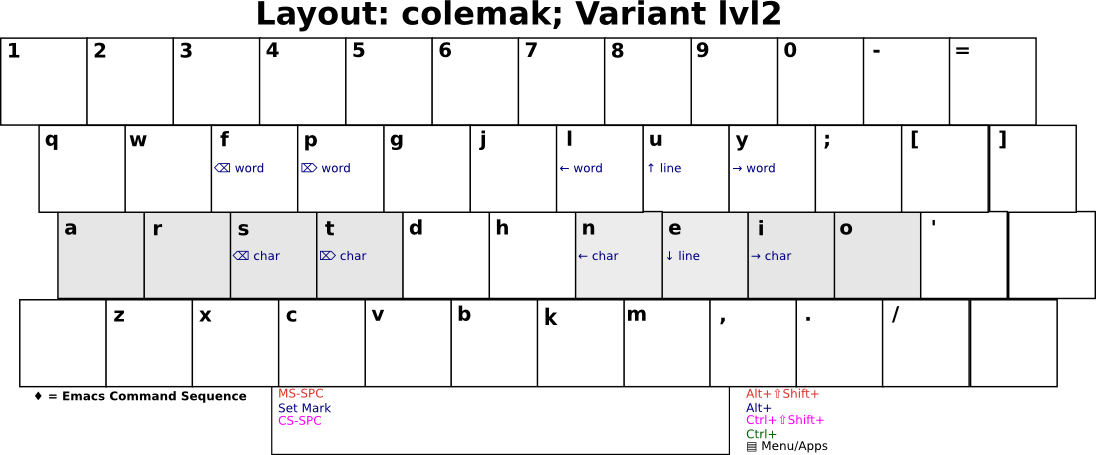 Layout: colemak; Variant lvl2
1 2 3 4 5 6 7 8 9 0 - =
q w f p g j l u y ; [ ]
⌫ word ⌦ word ← word ↑ line → word
a r s t d h n e i o '
⌫ char ⌦ char ← char ↓ line → char
z x c v b k m , . /
♦ = Emacs Command Sequence
MS-SPC
Set Mark
CS-SPC
Alt+⇧Shift+
Alt+
Ctrl+⇧Shift+
Ctrl+
▤ Menu/Apps